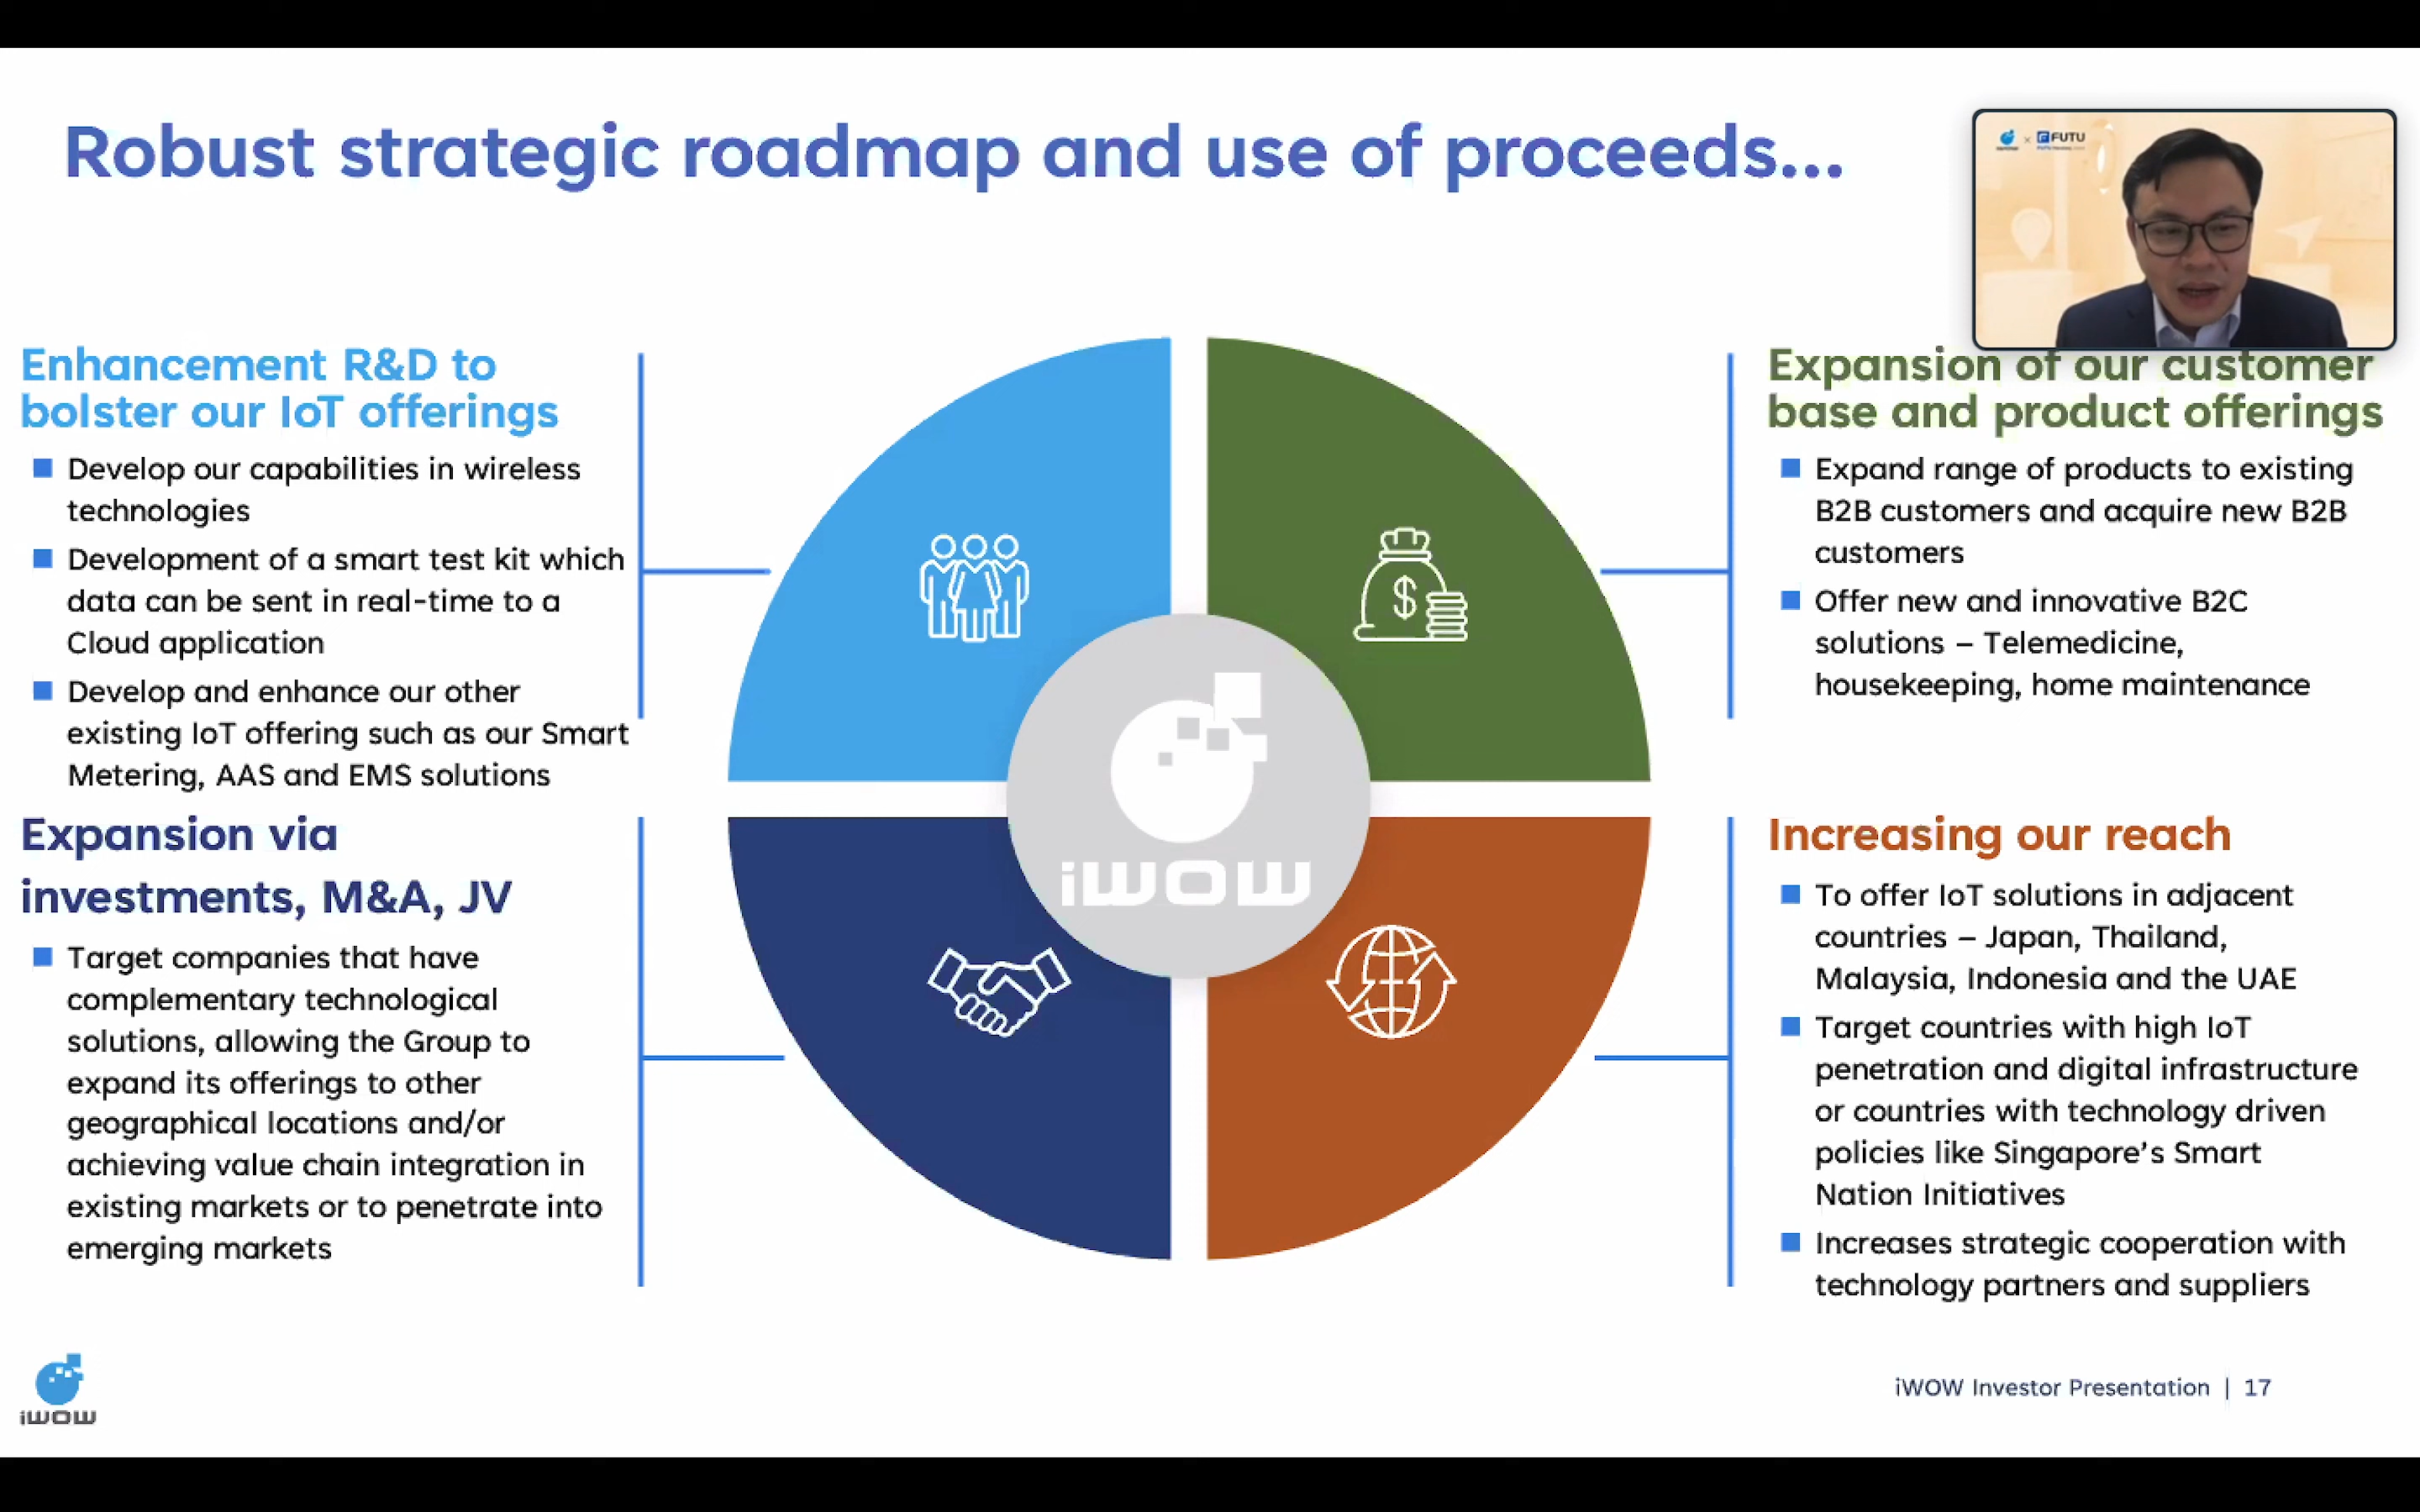 Robust strategic roadmap and use of proceeds...
FUTU
Enhancement R&D to
bolster our IoT offerings
Develop our capabilities in wireless
technologies
Development of a smart test kit which
data can be sent in real-time to a
Cloud application
Develop and enhance our other
existing IoT offering such as our Smart
Metering, AAS and EMS solutions
Expansion via
investments, M&A, JV
Target companies that have
complementary technological
solutions, allowing the Group to
expand its offerings to other
geographical locations and/or
achieving value chain integration in
existing markets or to penetrate into
emerging markets
$
iWOW
Expansion of our customer
base and product offerings
Expand range of products to existing
B2B customers and acquire new B2B
customers
Offer new and innovative B2C
solutions – Telemedicine,
housekeeping, home maintenance
Increasing our reach
To offer IoT solutions in adjacent
countries – Japan, Thailand,
Malaysia, Indonesia and the UAE
Target countries with high IoT
penetration and digital infrastructure
or countries with technology driven
policies like Singapore's Smart
Nation Initiatives
Increases strategic cooperation with
technology partners and suppliers
iWOW
iWOW Investor Presentation | 17